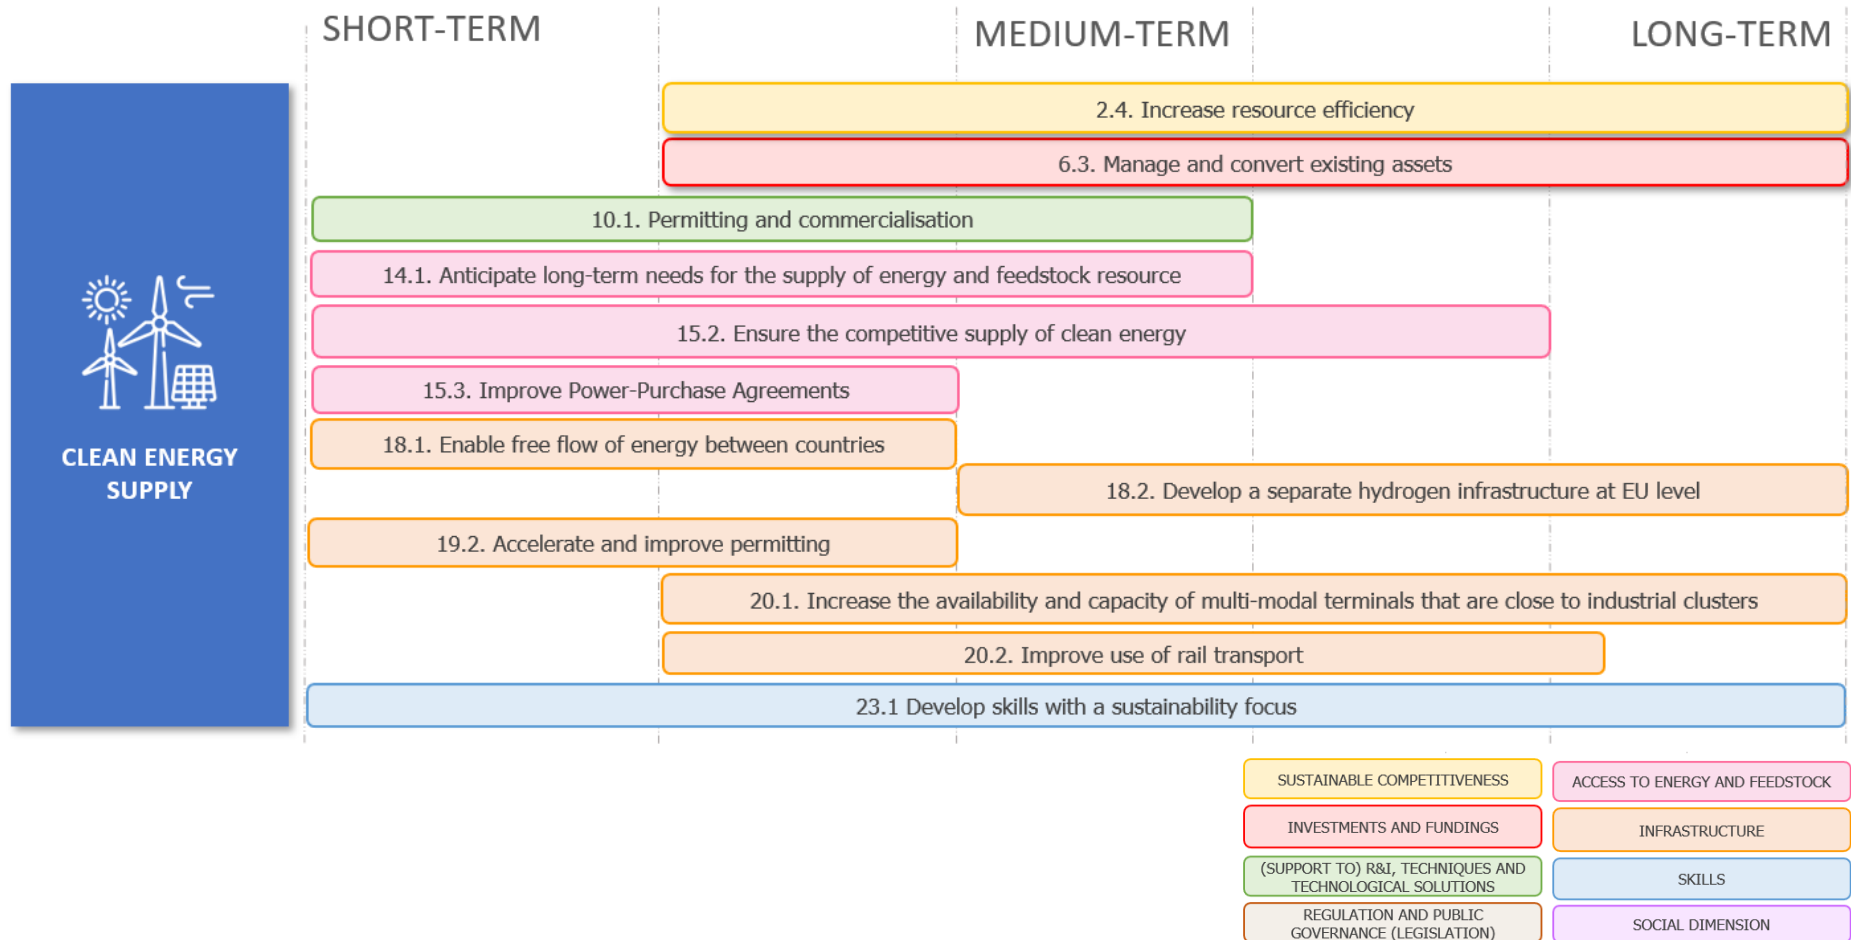 SHORT-TERM
MEDIUM-TERM
LONG-TERM
CLEAN ENERGY
SUPPLY
2.4. Increase resource efficiency
6.3. Manage and convert existing assets
10.1. Permitting and commercialisation
14.1. Anticipate long-term needs for the supply of energy and feedstock resource
15.2. Ensure the competitive supply of clean energy
15.3. Improve Power-Purchase Agreements
18.1. Enable free flow of energy between countries
18.2. Develop a separate hydrogen infrastructure at EU level
19.2. Accelerate and improve permitting
20.1. Increase the availability and capacity of multi-modal terminals that are close to industrial clusters
20.2. Improve use of rail transport
23.1 Develop skills with a sustainability focus
SUSTAINABLE COMPETITIVENESS
ACCESS TO ENERGY AND FEEDSTOCK
INVESTMENTS AND FUNDINGS
INFRASTRUCTURE
(SUPPORT TO) R&I, TECHNIQUES AND
TECHNOLOGICAL SOLUTIONS
SKILLS
REGULATION AND PUBLIC
GOVERNANCE (LEGISLATION)
SOCIAL DIMENSION